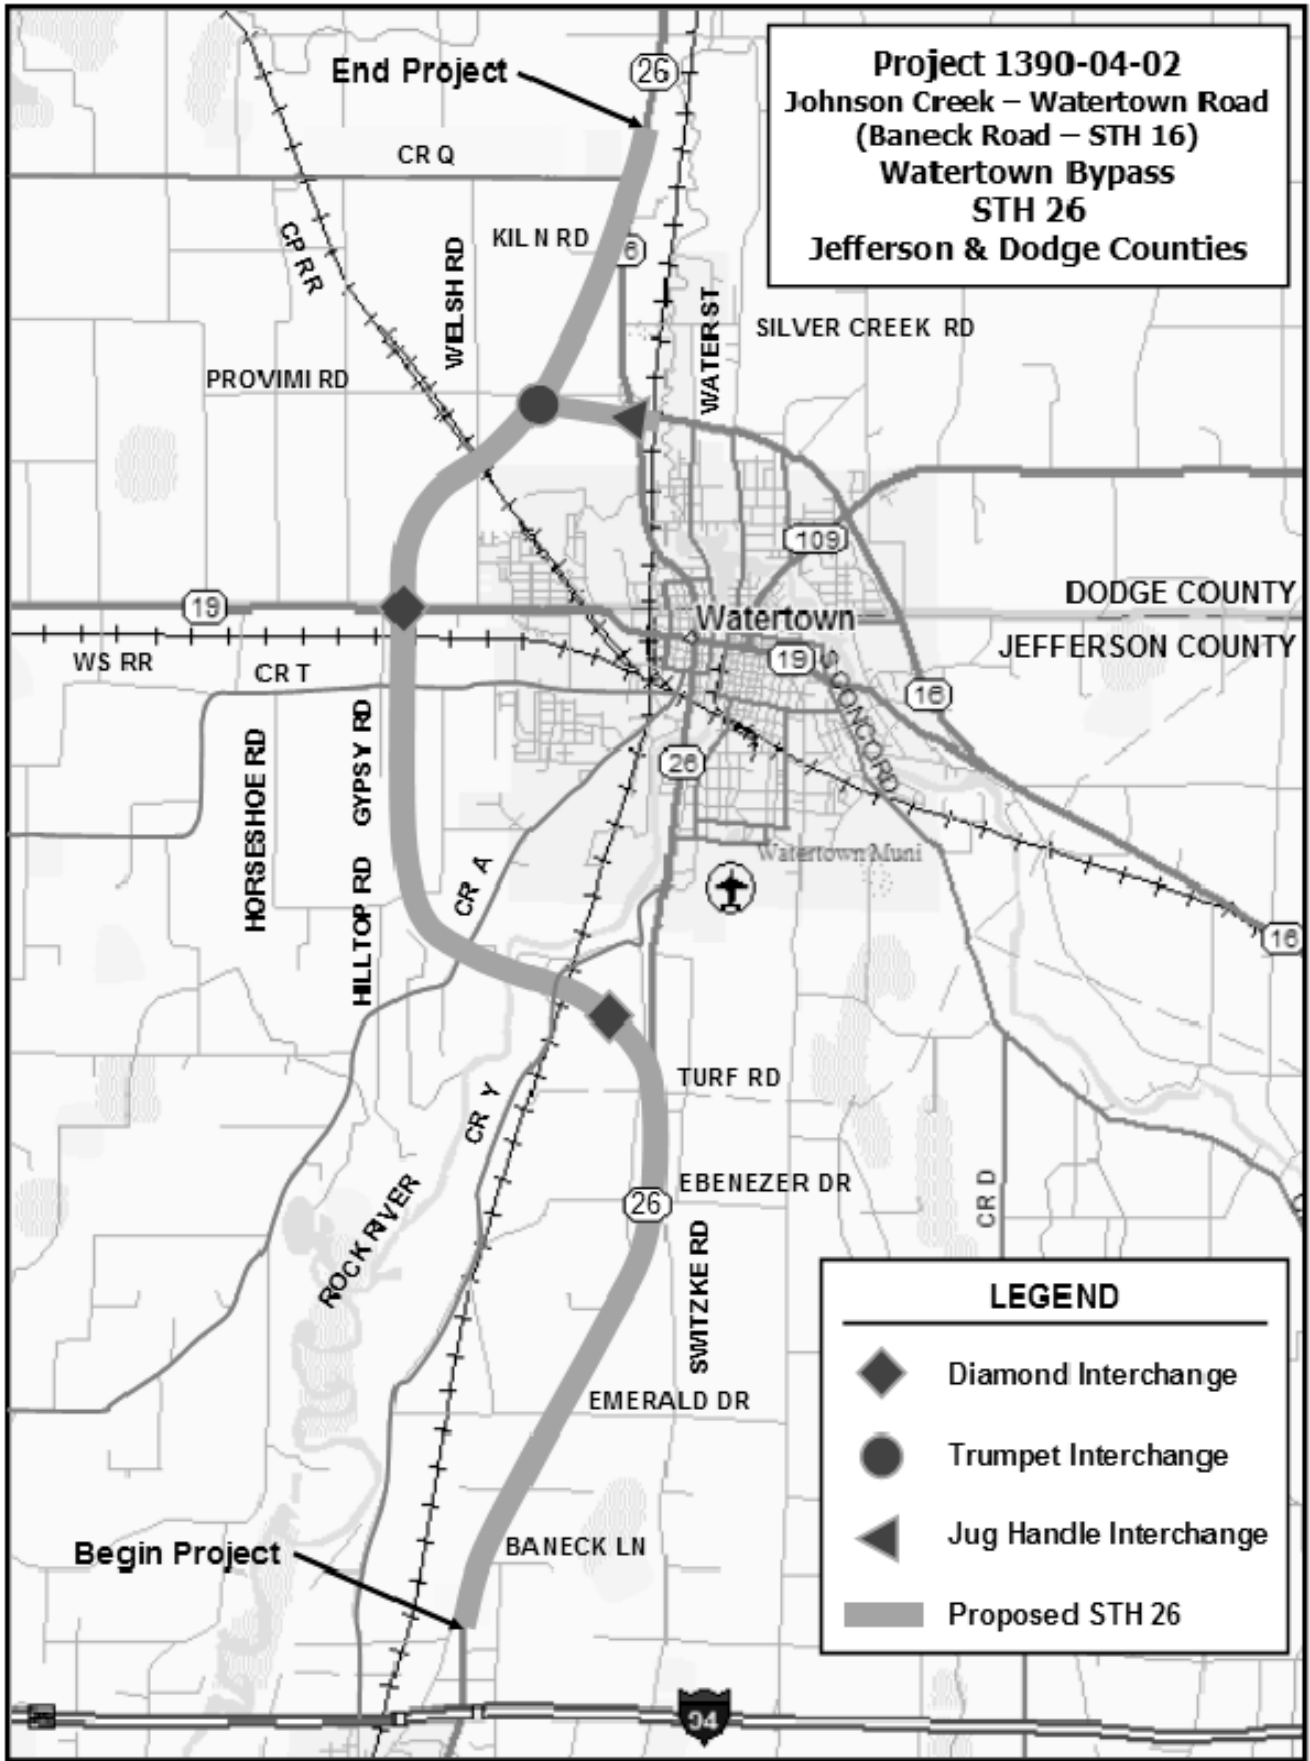 Project 1390-04-02
Johnson Creek – Watertown Road
(Baneck Road – STH 16)
Watertown Bypass
STH 26
Jefferson & Dodge Counties
End Project
26
CR Q
CP RR
WELSH RD
KILN RD
6
WATER ST
SILVER CREEK RD
PROVIMI RD
109
DODGE COUNTY
19
Watertown
JEFFERSON COUNTY
WS RR
CR T
19
S CONCORD
16
HORSESHOE RD
GYPSY RD
HILLTOP RD
26
CR A
Watertown Muni
16
TURF RD
CR Y
EBENEZER DR
26
CR D
ROCK RIVER
SWITZKE RD
EMERALD DR
BANECK LN
Begin Project
LEGEND
Diamond Interchange
Trumpet Interchange
Jug Handle Interchange
Proposed STH 26
94